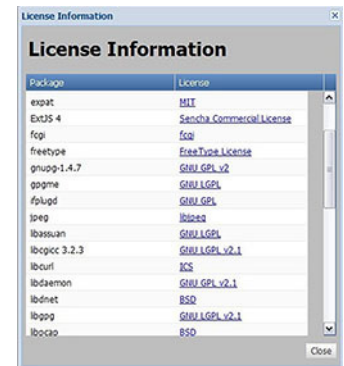 License Information
License Information
Package License
expat MIT
ExtJS 4 Sencha Commercial License
fcgi fcgi
freetype FreeType License
gnupg-1.4.7 GNU GPL v2
gpgme GNU LGPL
ifplugd GNU GPL
jpeg libjpeg
libassuan GNU LGPL
libcgicc 3.2.3 GNU LGPL v2.1
libcurl ICS
libdaemon GNU GPL v2.1
libdnet BSD
libgpg GNU LGPL v2.1
libpcap BSD
Close